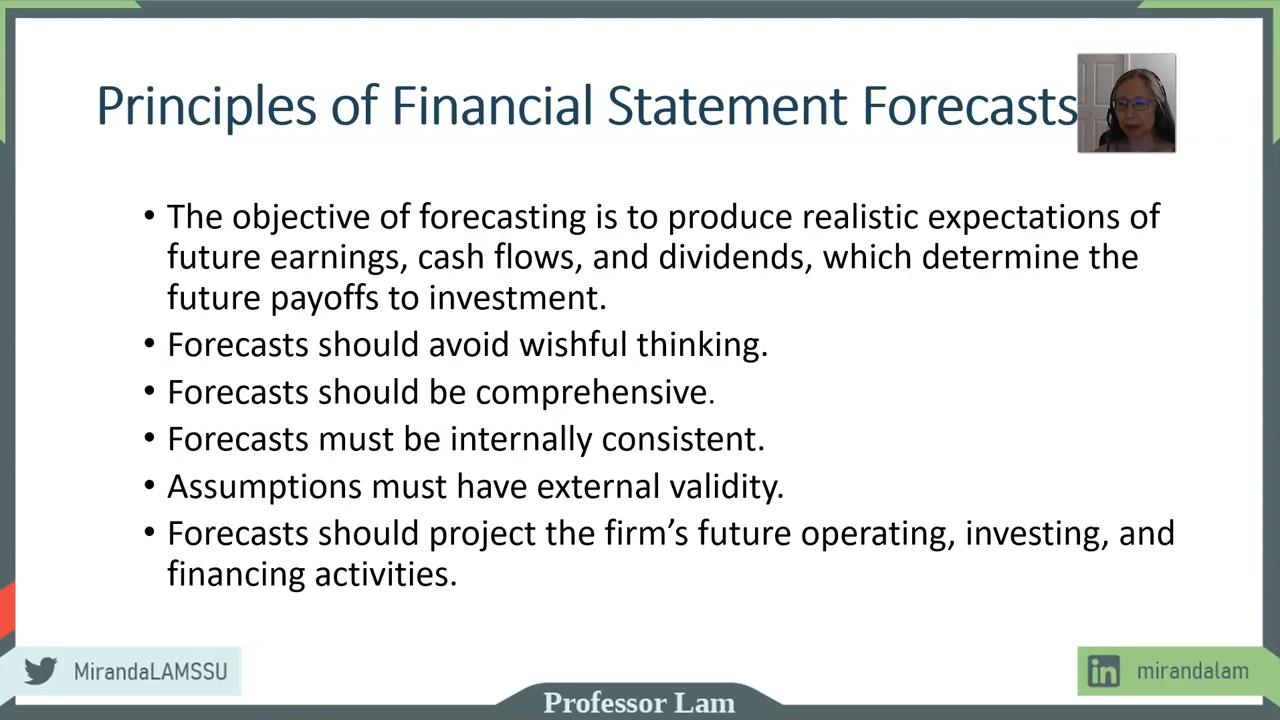 Principles of Financial Statement Forecasts
• The objective of forecasting is to produce realistic expectations of
future earnings, cash flows, and dividends, which determine the
future payoffs to investment.
• Forecasts should avoid wishful thinking.
• Forecasts should be comprehensive.
• Forecasts must be internally consistent.
• Assumptions must have external validity.
• Forecasts should project the firm’s future operating, investing, and
financing activities.
MirandaLAMSSU
in mirandalam
Professor Lam